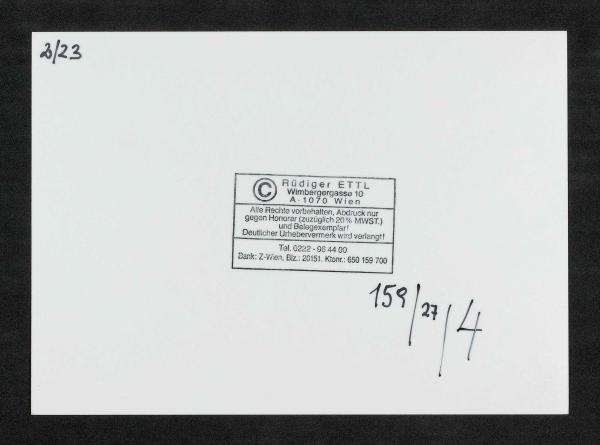 2/23
© Rüdiger ETTL
Wimbergergasse 10
A-1070 Wien
Alle Rechte vorbehalten, Abdruck nur
gegen Honorar (zuzüglich 20% MWST.)
und Belegexemplar!
Deutlicher Urhebervermerk wird verlangt!
Tel. 0222 - 96 44 00
Bank: Z-Wien, Blz.: 20151, Ktonr.: 650 159 700
159/27/4